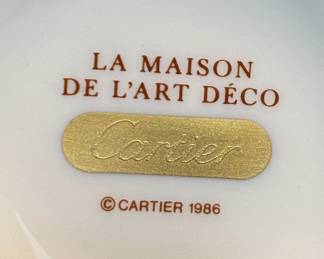 LA MAISON
DE L'ART DÉCO
Cartier
© CARTIER 1986